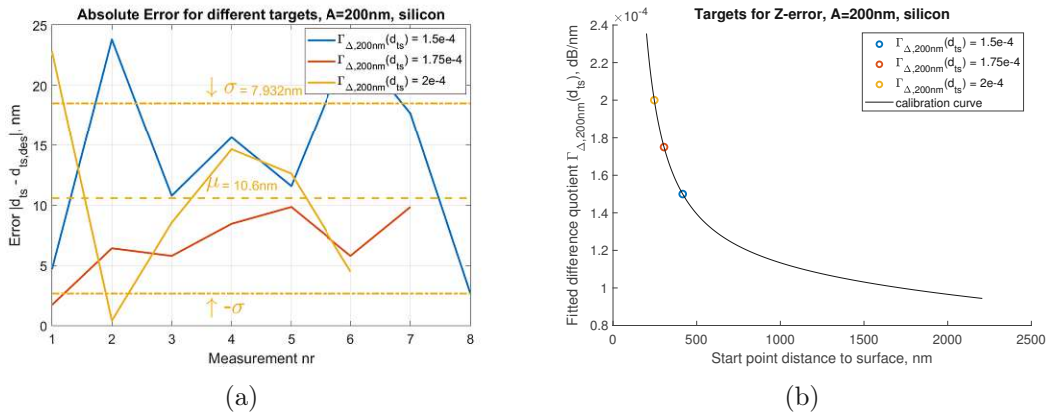 Absolute Error for different targets, A=200nm, silicon
Error |d_ts - d_ts,des|, nm
25
20
15
10
5
0
Γ_Δ,200nm(d_ts) = 1.5e-4
Γ_Δ,200nm(d_ts) = 1.75e-4
Γ_Δ,200nm(d_ts) = 2e-4
↓ σ = 7.932nm
μ = 10.6nm
↑ -σ
1 2 3 4 5 6 7 8
Measurement nr
(a)
Targets for Z-error, A=200nm, silicon
Fitted difference quotient Γ_Δ,200nm(d_ts), dB/nm
×10^-4
2.4
2.2
2
1.8
1.6
1.4
1.2
1
0.8
Γ_Δ,200nm(d_ts) = 1.5e-4
Γ_Δ,200nm(d_ts) = 1.75e-4
Γ_Δ,200nm(d_ts) = 2e-4
calibration curve
0 500 1000 1500 2000 2500
Start point distance to surface, nm
(b)